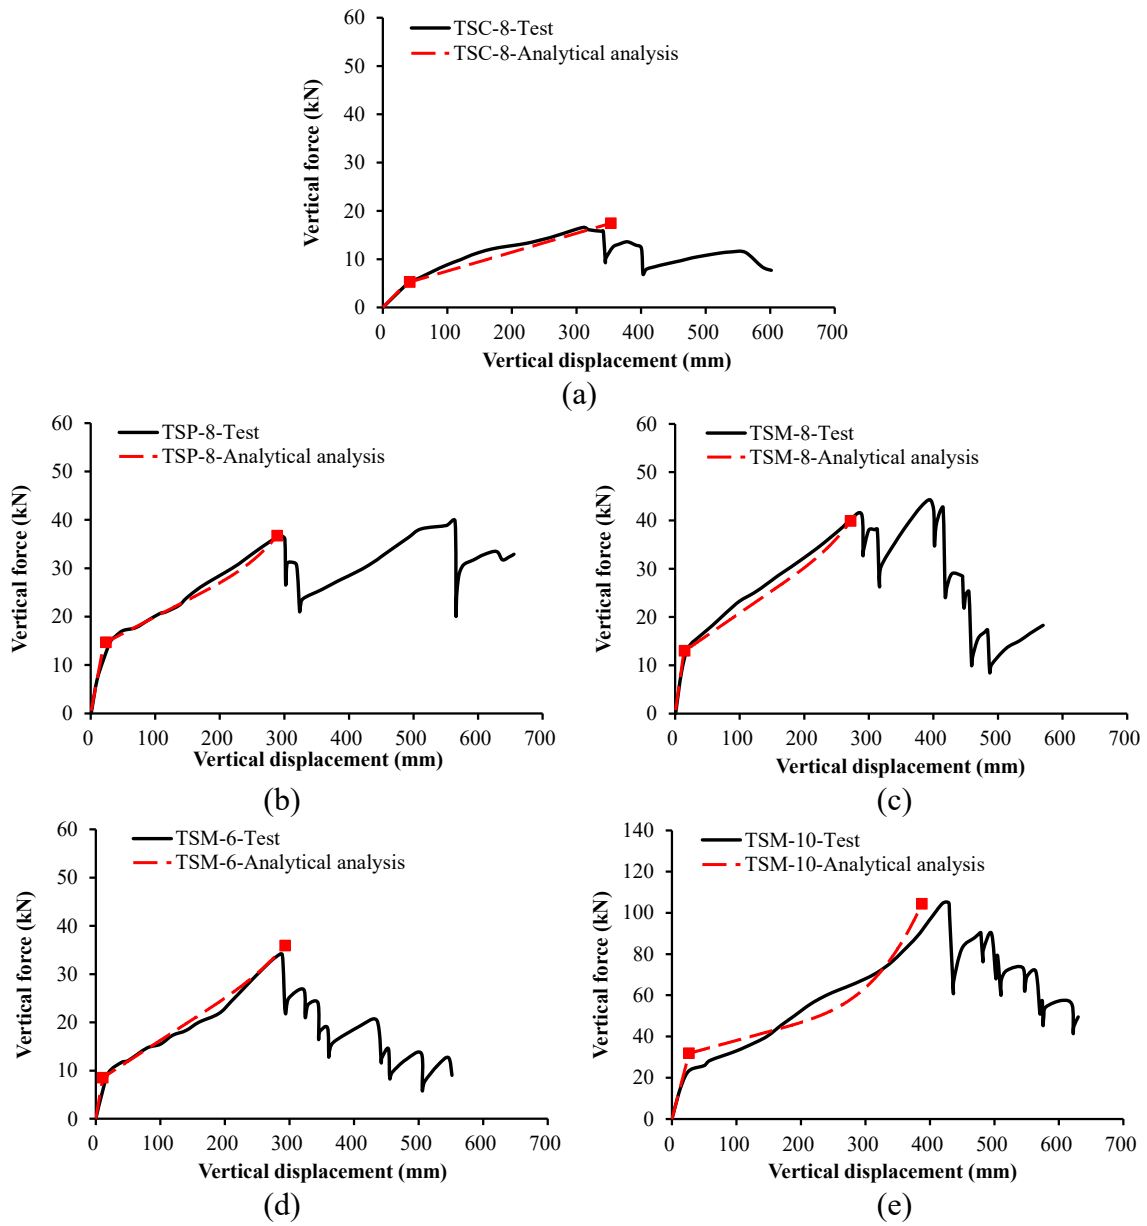 TSC-8-Test
TSC-8-Analytical analysis
Vertical force (kN)
60
50
40
30
20
10
0
0 100 200 300 400 500 600 700
Vertical displacement (mm)
(a)
TSP-8-Test
TSP-8-Analytical analysis
Vertical force (kN)
60
50
40
30
20
10
0
0 100 200 300 400 500 600 700
Vertical displacement (mm)
(b)
TSM-8-Test
TSM-8-Analytical analysis
Vertical force (kN)
60
50
40
30
20
10
0
0 100 200 300 400 500 600 700
Vertical displacement (mm)
(c)
TSM-6-Test
TSM-6-Analytical analysis
Vertical force (kN)
60
50
40
30
20
10
0
0 100 200 300 400 500 600 700
Vertical displacement (mm)
(d)
TSM-10-Test
TSM-10-Analytical analysis
Vertical force (kN)
140
120
100
80
60
40
20
0
0 100 200 300 400 500 600 700
Vertical displacement (mm)
(e)